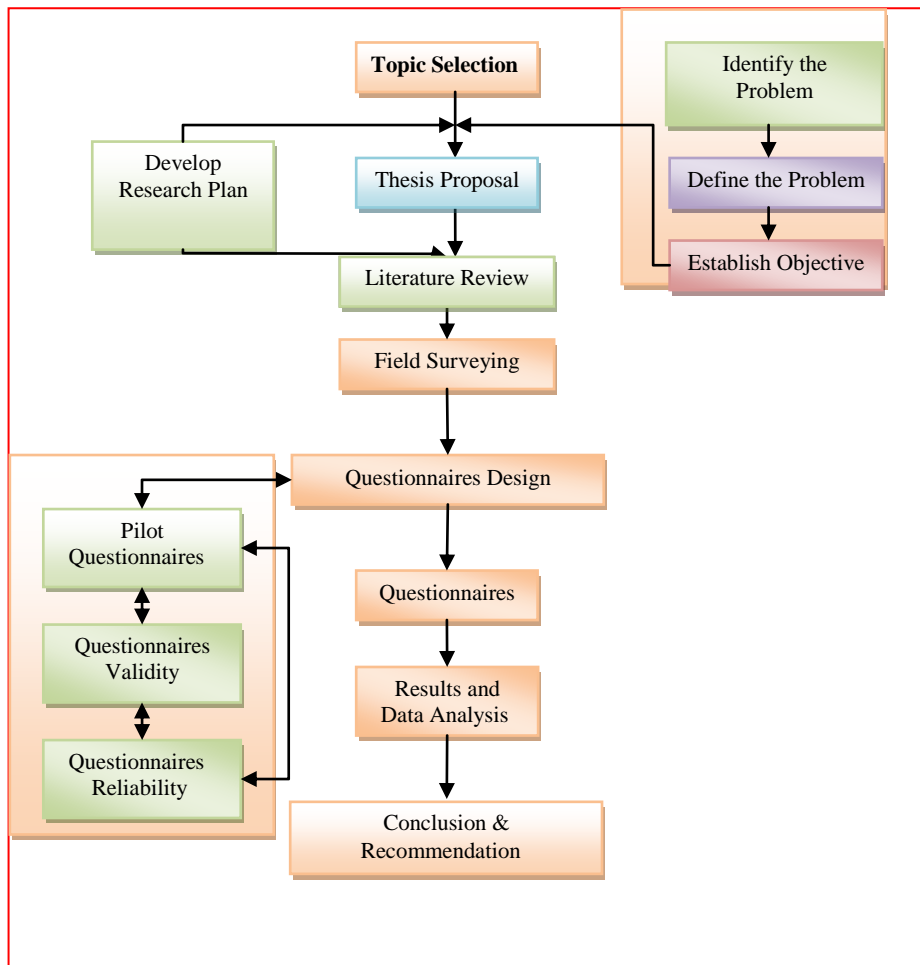 Topic Selection
Identify the
Problem
Develop
Research Plan
Thesis Proposal
Define the Problem
Literature Review
Establish Objective
Field Surveying
Questionnaires Design
Pilot
Questionnaires
Questionnaires
Validity
Questionnaires
Reliability
Questionnaires
Results and
Data Analysis
Conclusion &
Recommendation